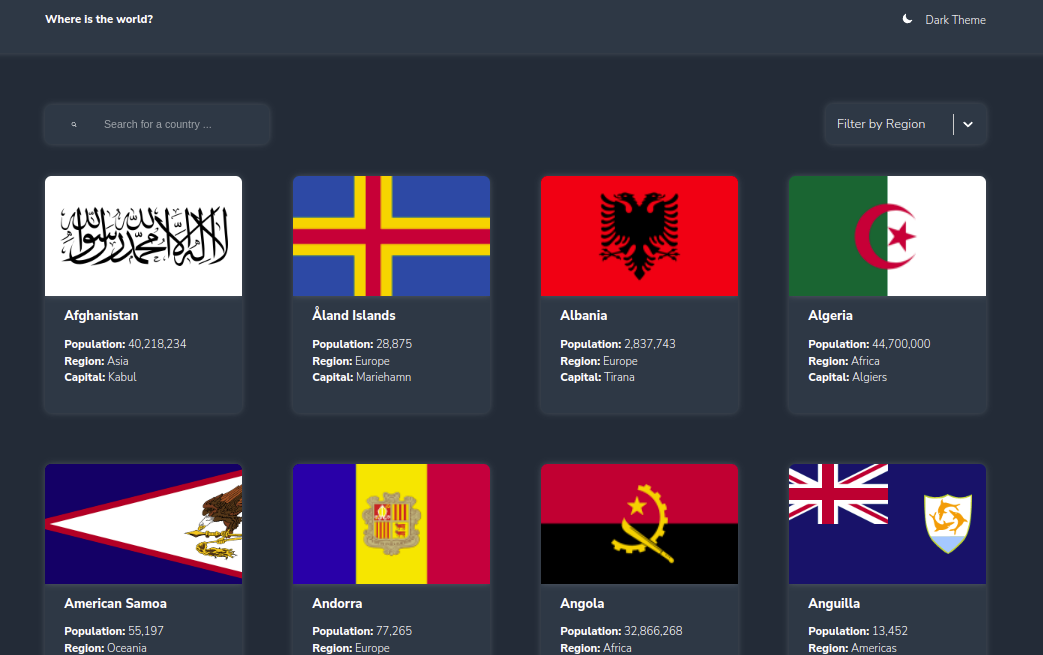 Where is the world?
Dark Theme
Search for a country ...
Filter by Region
لا إله إلا الله محمد رسول الله
Afghanistan
Population: 40,218,234
Region: Asia
Capital: Kabul
Åland Islands
Population: 28,875
Region: Europe
Capital: Mariehamn
Albania
Population: 2,837,743
Region: Europe
Capital: Tirana
Algeria
Population: 44,700,000
Region: Africa
Capital: Algiers
American Samoa
Population: 55,197
Region: Oceania
Andorra
Population: 77,265
Region: Europe
Angola
Population: 32,866,268
Region: Africa
Anguilla
Population: 13,452
Region: Americas